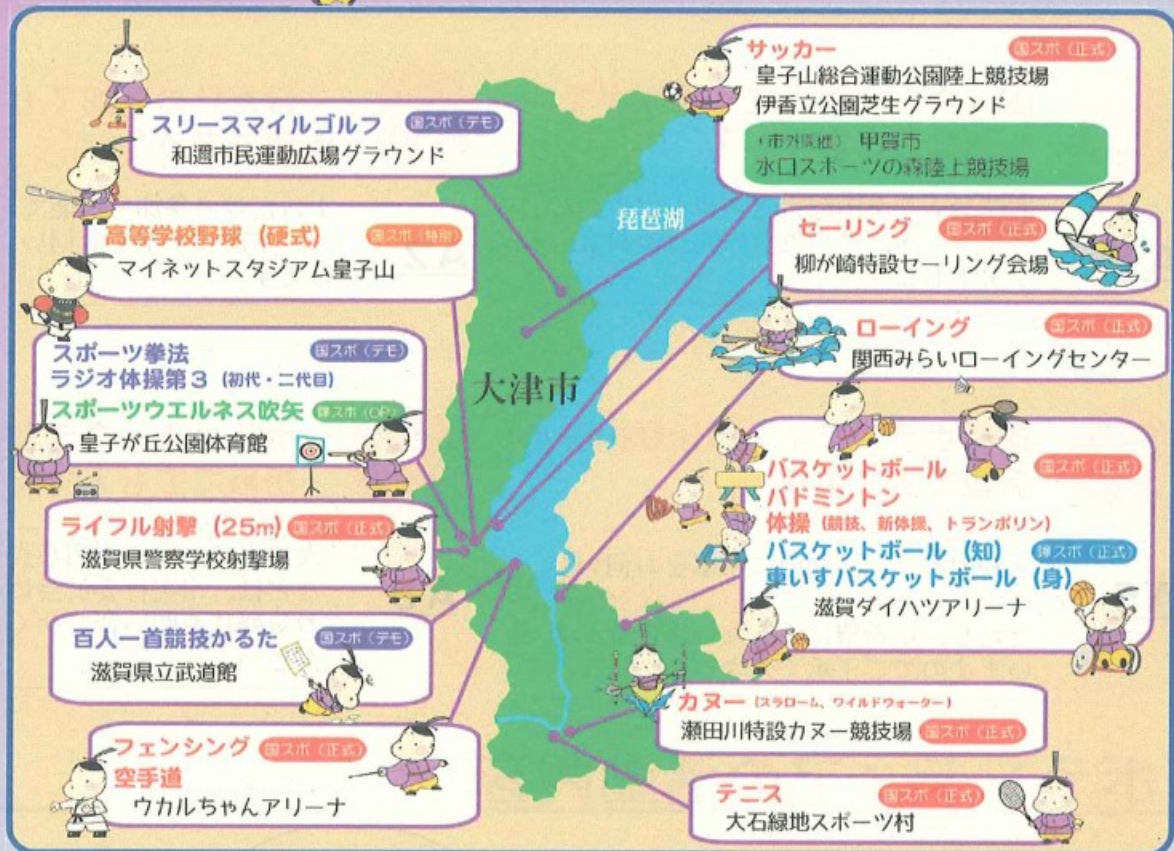 スリースマイルゴルフ 国スポ（デモ）
和邇市民運動広場グラウンド
高等学校野球（硬式） 国スポ（特別）
マイネットスタジアム皇子山
スポーツ拳法 国スポ（デモ）
ラジオ体操第3（初代・二代目）
スポーツウエルネス吹矢 障スポ（OP）
皇子が丘公園体育館
ライフル射撃（25m） 国スポ（正式）
滋賀県警察学校射撃場
百人一首競技かるた 国スポ（デモ）
滋賀県立武道館
フェンシング 国スポ（正式）
空手道
ウカルちゃんアリーナ
琵琶湖
大津市
サッカー 国スポ（正式）
皇子山総合運動公園陸上競技場
伊香立公園芝生グラウンド
（市外開催） 甲賀市
水口スポーツの森陸上競技場
セーリング 国スポ（正式）
柳が崎特設セーリング会場
ローイング 国スポ（正式）
関西みらいローイングセンター
バスケットボール 国スポ（正式）
バドミントン
体操（競技、新体操、トランポリン）
バスケットボール（知） 障スポ（正式）
車いすバスケットボール（身）
滋賀ダイハツアリーナ
カヌー（スラローム、ワイルドウォーター）
瀬田川特設カヌー競技場 国スポ（正式）
テニス 国スポ（正式）
大石緑地スポーツ村